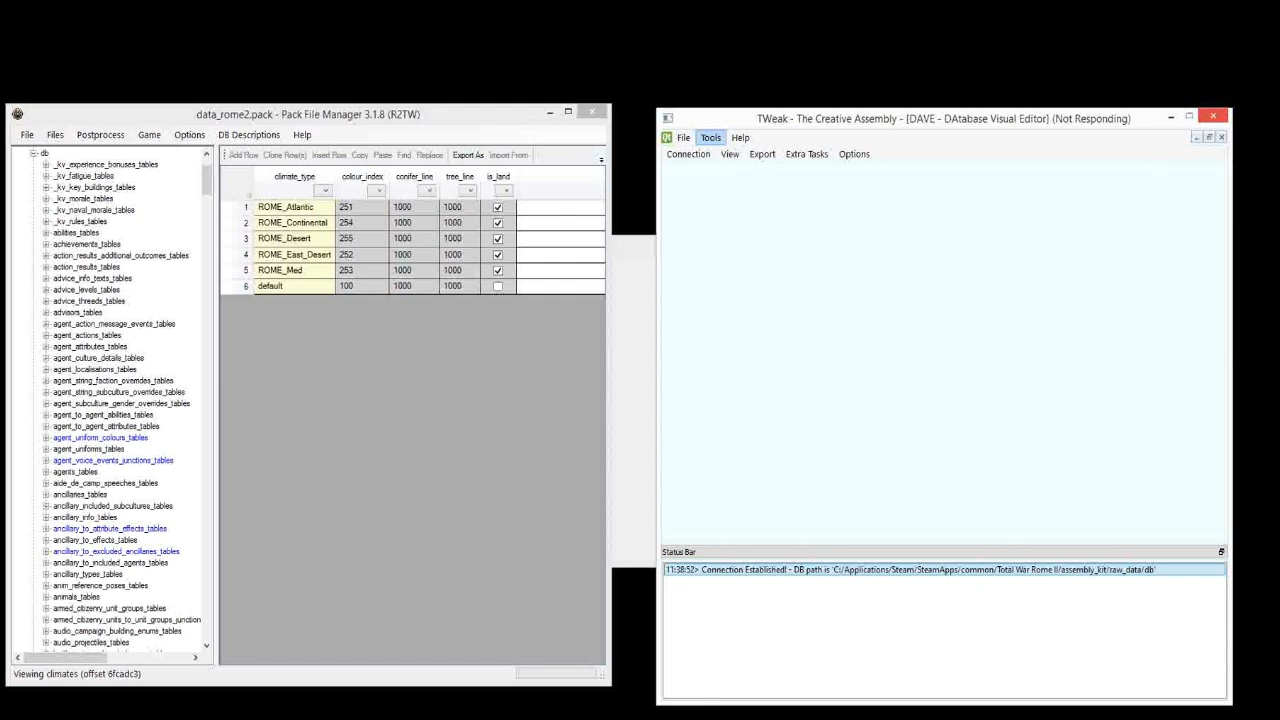 data_rome2.pack - Pack File Manager 3.1.8 (R2TW)
File Files Postprocess Game Options DB Descriptions Help
db
_kv_experience_bonuses_tables
_kv_fatigue_tables
_kv_key_buildings_tables
_kv_morale_tables
_kv_naval_morale_tables
_kv_rules_tables
abilities_tables
achievements_tables
action_results_additional_outcomes_tables
action_results_tables
advice_info_texts_tables
advice_levels_tables
advice_threads_tables
advisors_tables
agent_action_message_events_tables
agent_actions_tables
agent_attributes_tables
agent_culture_details_tables
agent_localisations_tables
agent_string_faction_overrides_tables
agent_string_subculture_overrides_tables
agent_subculture_gender_overrides_tables
agent_to_agent_abilities_tables
agent_to_agent_attributes_tables
agent_uniform_colours_tables
agent_uniforms_tables
agent_voice_events_junctions_tables
agents_tables
aide_de_camp_speeches_tables
ancillaries_tables
ancillary_included_subcultures_tables
ancillary_info_tables
ancillary_to_attribute_effects_tables
ancillary_to_effects_tables
ancillary_to_excluded_ancillaries_tables
ancillary_to_included_agents_tables
ancillary_types_tables
anim_reference_poses_tables
animals_tables
armed_citizenry_unit_groups_tables
armed_citizenry_units_to_unit_groups_junction
audio_campaign_building_enums_tables
audio_projectiles_tables
Add Row Clone Row(s) Insert Row Copy Paste Find Replace Export As Import From
climate_type colour_index conifer_line tree_line is_land
1 ROME_Atlantic 251 1000 1000
2 ROME_Continental 254 1000 1000
3 ROME_Desert 255 1000 1000
4 ROME_East_Desert 252 1000 1000
5 ROME_Med 253 1000 1000
6 default 100 1000 1000
Viewing climates (offset 6fcadc3)
TWeak - The Creative Assembly - [DAVE - DAtabase Visual Editor] (Not Responding)
Qt File Tools Help
Connection View Export Extra Tasks Options
Status Bar
11:38:52> Connection Established! - DB path is 'C:/Applications/Steam/SteamApps/common/Total War Rome II/assembly_kit/raw_data/db'